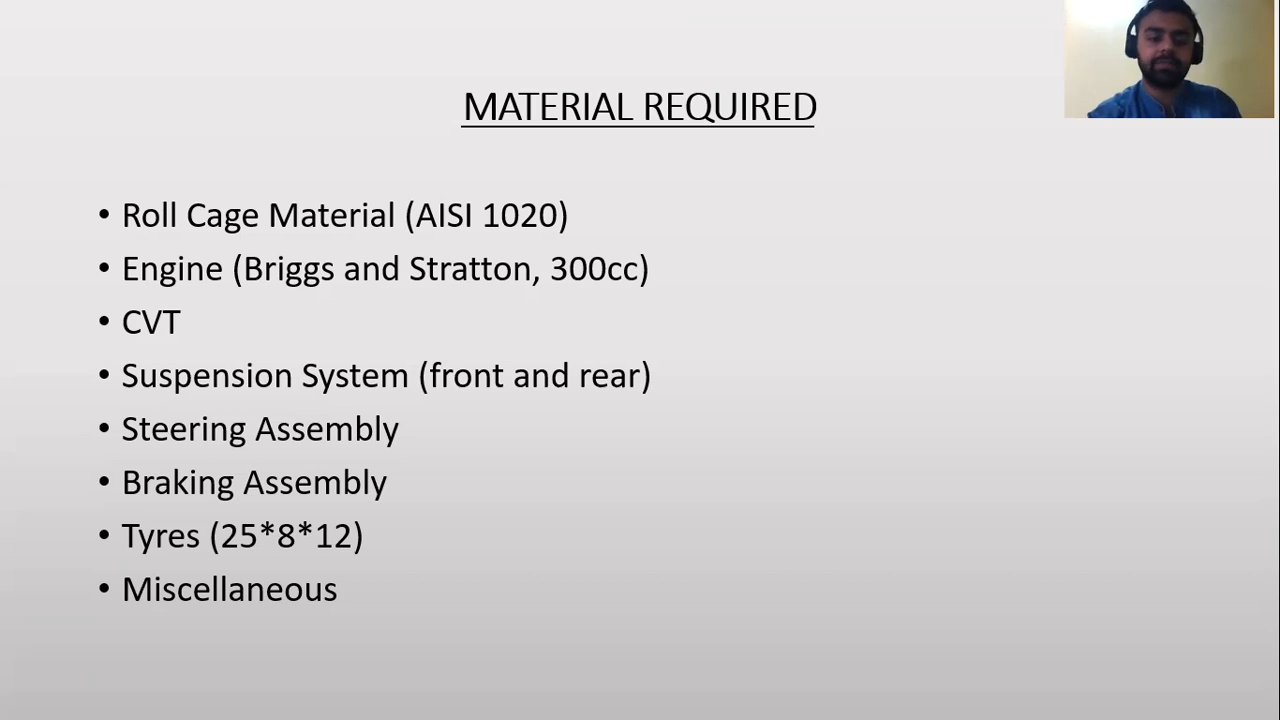 MATERIAL REQUIRED
• Roll Cage Material (AISI 1020)
• Engine (Briggs and Stratton, 300cc)
• CVT
• Suspension System (front and rear)
• Steering Assembly
• Braking Assembly
• Tyres (25*8*12)
• Miscellaneous